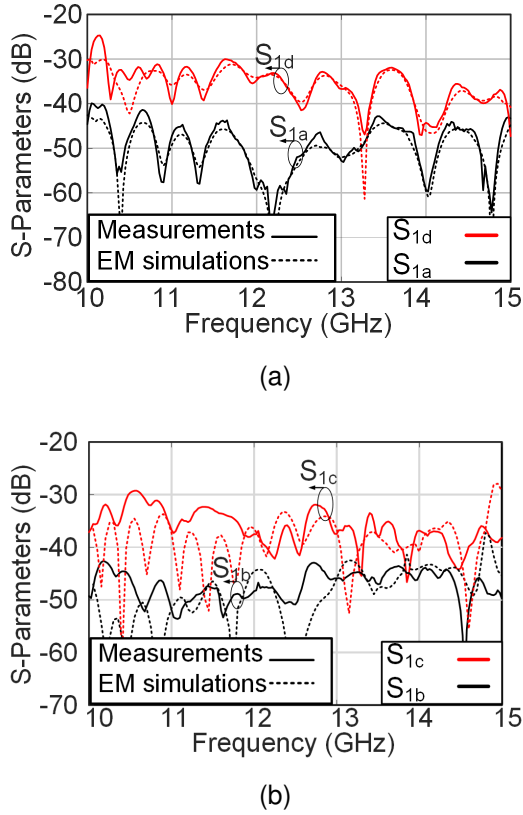 -20
-30
-40
-50
-60
-70
-80
S-Parameters (dB)
S1d
S1a
Measurements
EM simulations
S1d
S1a
10 11 12 13 14 15
Frequency (GHz)
(a)
-20
-30
-40
-50
-60
-70
S-Parameters (dB)
S1c
S1b
Measurements
EM simulations
S1c
S1b
10 11 12 13 14 15
Frequency (GHz)
(b)